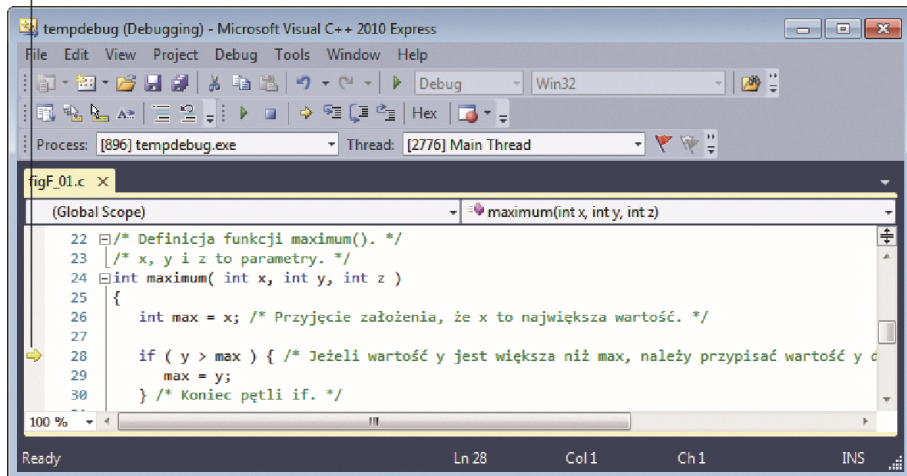 tempdebug (Debugging) - Microsoft Visual C++ 2010 Express
File Edit View Project Debug Tools Window Help
Debug Win32
Hex
Process: [896] tempdebug.exe Thread: [2776] Main Thread
figF_01.c
(Global Scope) maximum(int x, int y, int z)
22 /* Definicja funkcji maximum(). */
23 /* x, y i z to parametry. */
24 int maximum( int x, int y, int z )
25 {
26 int max = x; /* Przyjęcie założenia, że x to największa wartość. */
27
28 if ( y > max ) { /* Jeżeli wartość y jest większa niż max, należy przypisać wartość y d
29 max = y;
30 } /* Koniec pętli if. */
100 %
Ready Ln 28 Col 1 Ch 1 INS